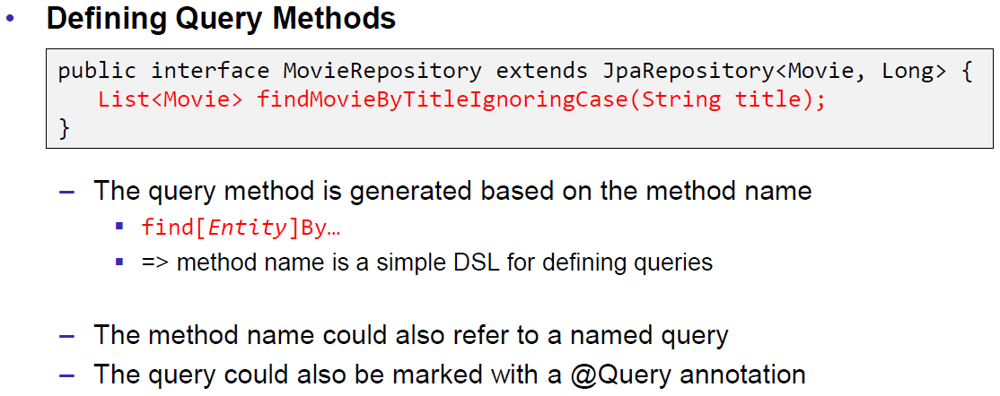 • Defining Query Methods
public interface MovieRepository extends JpaRepository<Movie, Long> {
List<Movie> findMovieByTitleIgnoringCase(String title);
}
– The query method is generated based on the method name
▪ find[Entity]By…
▪ => method name is a simple DSL for defining queries
– The method name could also refer to a named query
– The query could also be marked with a @Query annotation